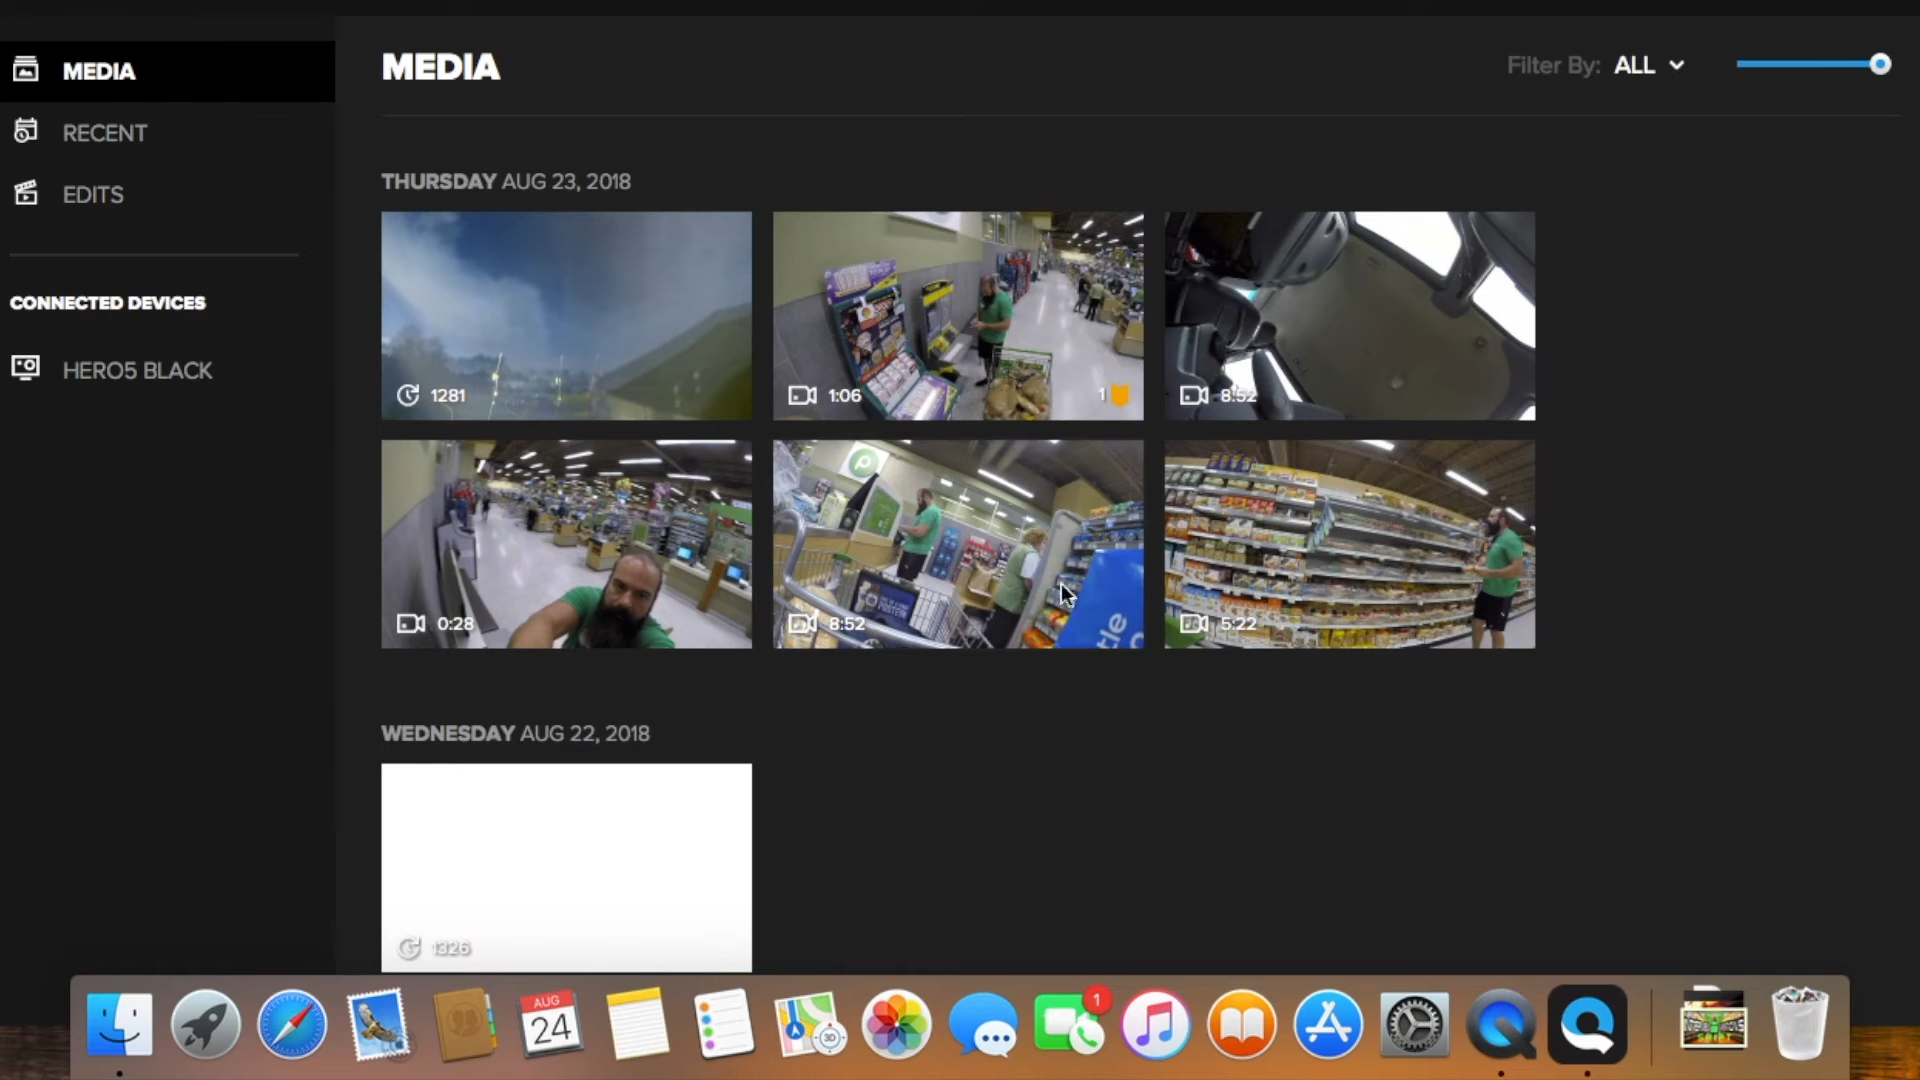 MEDIA
RECENT
EDITS
CONNECTED DEVICES
HERO5 BLACK
MEDIA
Filter By: ALL
THURSDAY AUG 23, 2018
1281
1:06
1
8:52
0:28
8:52
5:22
WEDNESDAY AUG 22, 2018
1326
AUG
24
3D
1